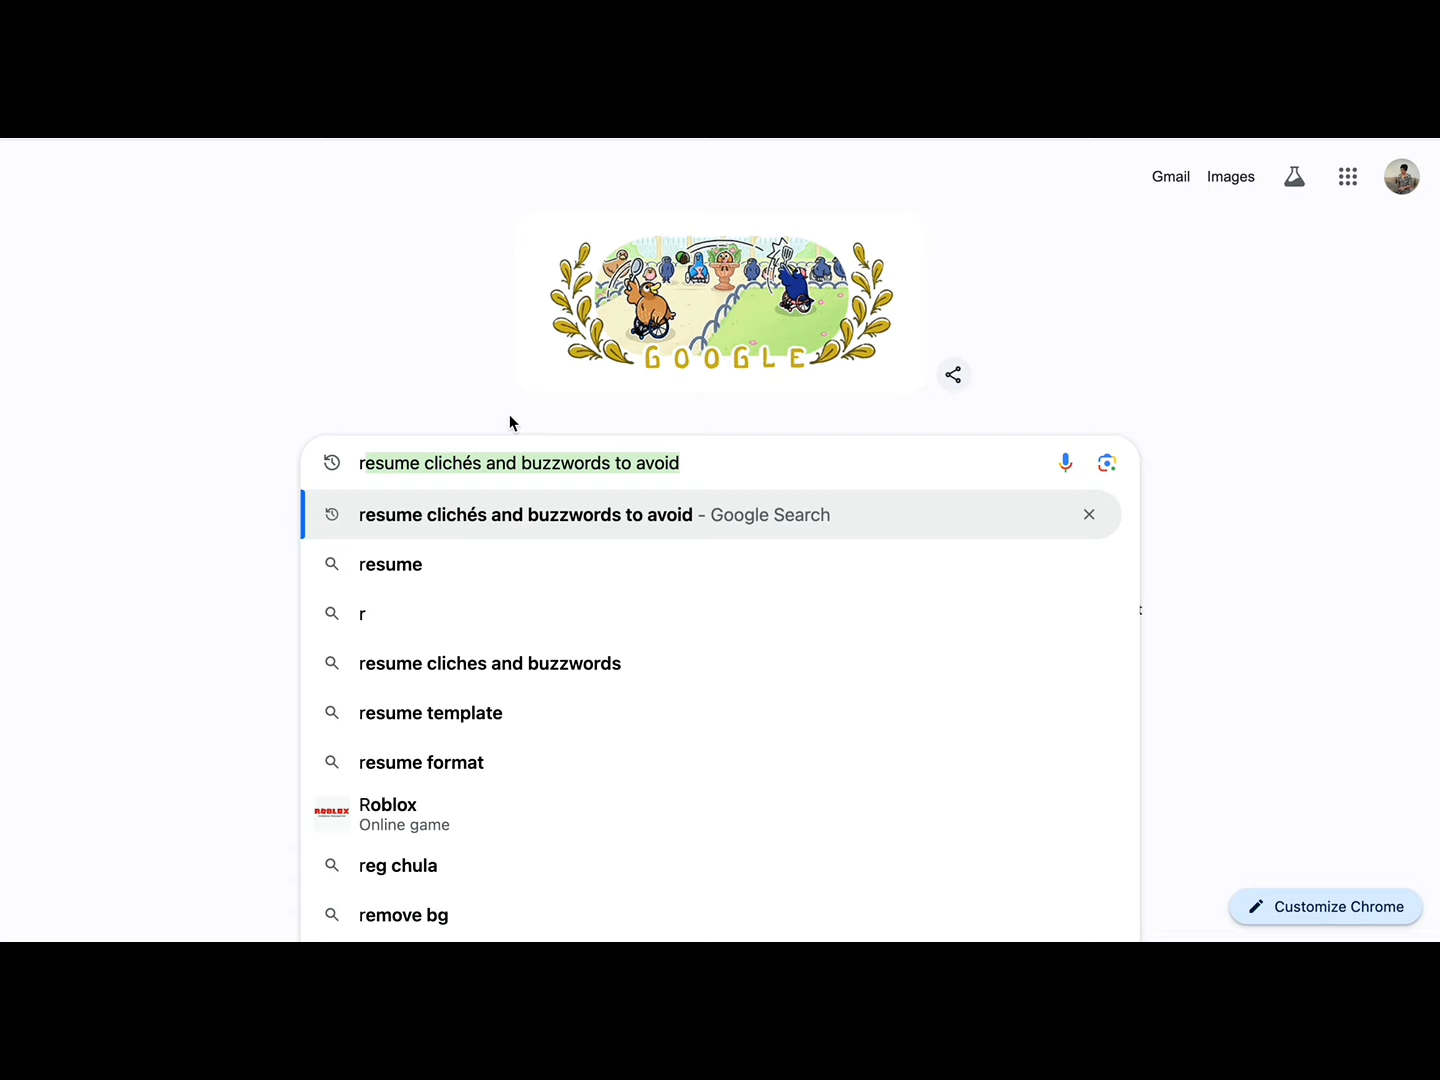 Gmail Images
GOOGLE
resume clichés and buzzwords to avoid
resume clichés and buzzwords to avoid - Google Search
resume
r
resume cliches and buzzwords
resume template
resume format
ROBLOX
Roblox
Online game
reg chula
remove bg
Customize Chrome